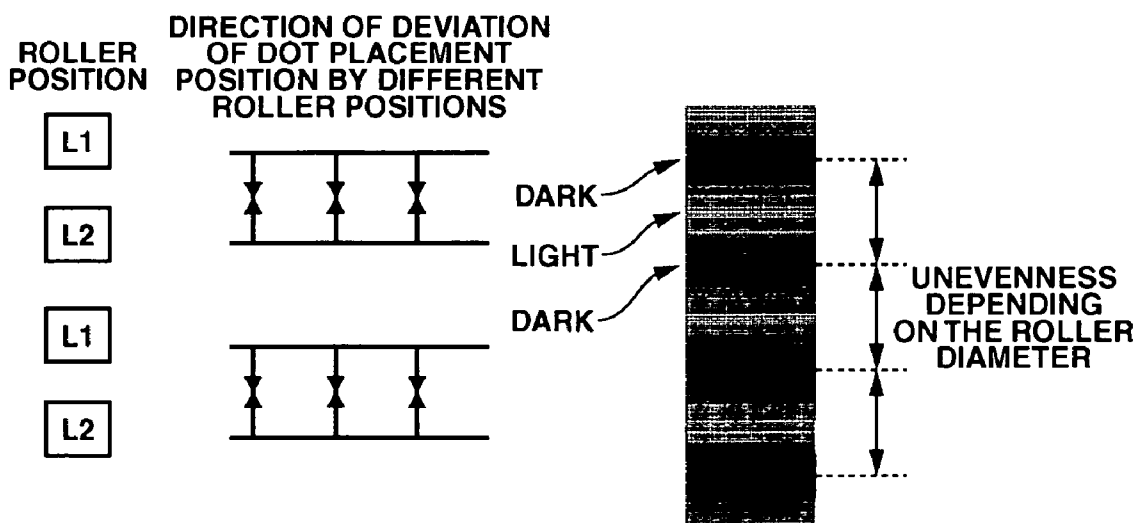 ROLLER
POSITION
DIRECTION OF DEVIATION
OF DOT PLACEMENT
POSITION BY DIFFERENT
ROLLER POSITIONS
L1
L2
L1
L2
DARK
LIGHT
DARK
UNEVENNESS
DEPENDING
ON THE ROLLER
DIAMETER